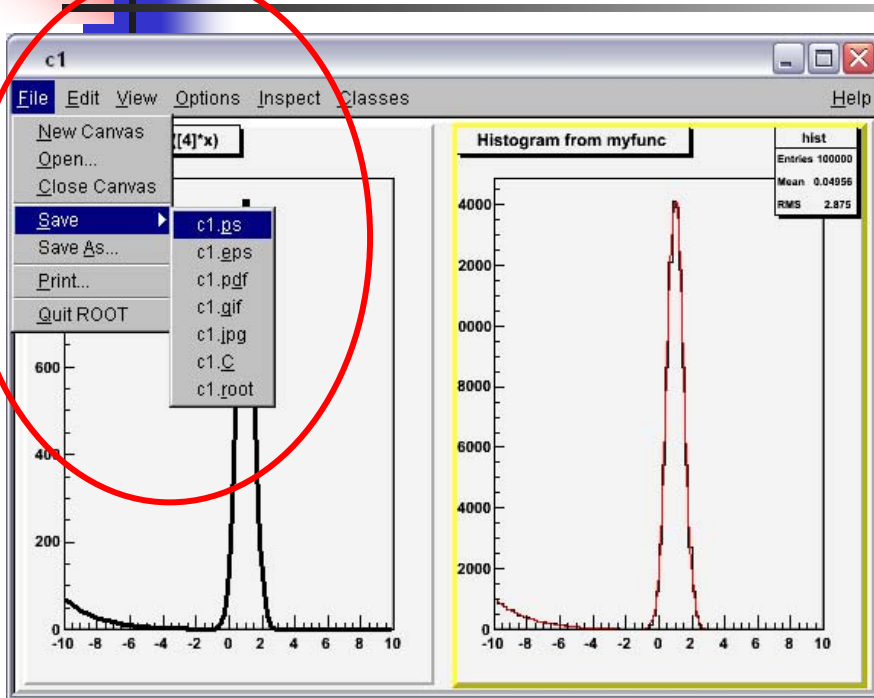 c1
File Edit View Options Inspect Classes Help
New Canvas
Open...
Close Canvas
Save
Save As...
Print...
Quit ROOT
c1.ps
c1.eps
c1.pdf
c1.gif
c1.jpg
c1.C
c1.root
([4]*x)
600
400
200
0
-10 -8 -6 -4 -2 0 2 4 6 8 10
Histogram from myfunc
hist
Entries 100000
Mean 0.04956
RMS 2.875
4000
2000
0000
8000
6000
4000
2000
0
-10 -8 -6 -4 -2 0 2 4 6 8 10